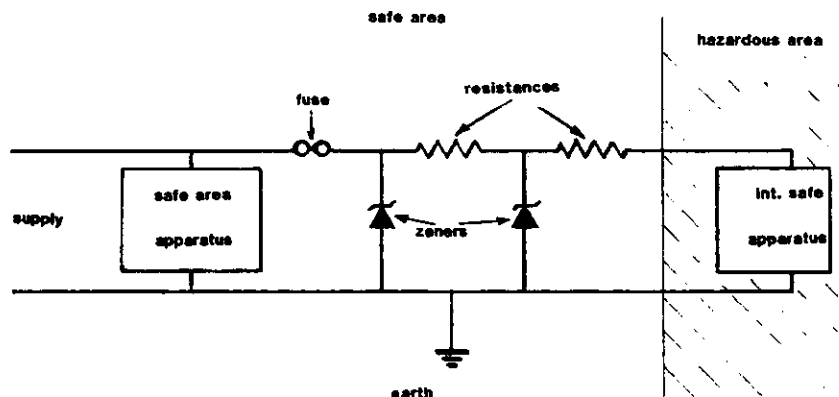 safe area
hazardous area
resistances
fuse
safe area
apparatus
supply
zeners
int. safe
apparatus
earth